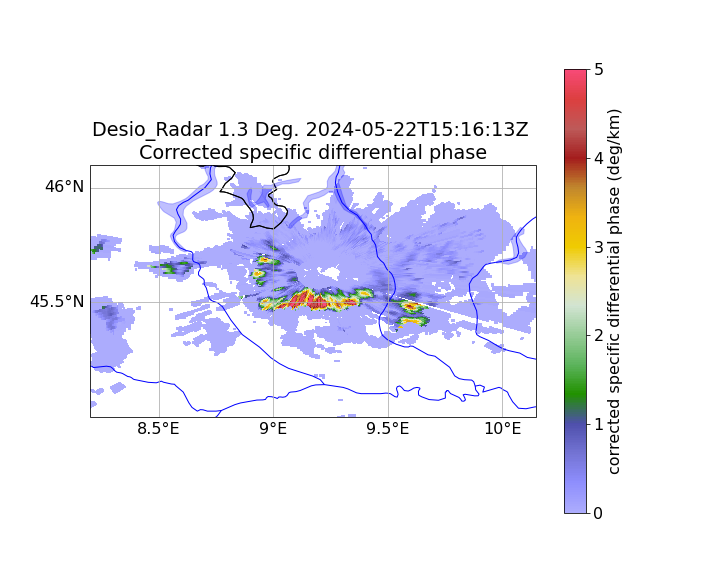 Desio_Radar 1.3 Deg. 2024-05-22T15:16:13Z
Corrected specific differential phase
46°N
45.5°N
8.5°E
9°E
9.5°E
10°E
5
4
3
2
1
0
corrected specific differential phase (deg/km)